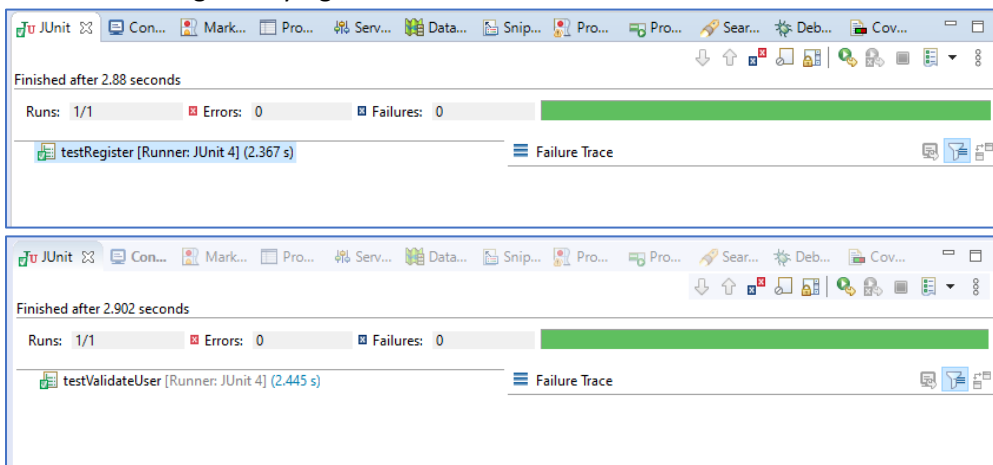 JUnit Con... Mark... Pro... Serv... Data... Snip... Pro... Pro... Sear... Deb... Cov...
Finished after 2.88 seconds
Runs: 1/1 Errors: 0 Failures: 0
testRegister [Runner: JUnit 4] (2.367 s) Failure Trace
JUnit Con... Mark... Pro... Serv... Data... Snip... Pro... Pro... Sear... Deb... Cov...
Finished after 2.902 seconds
Runs: 1/1 Errors: 0 Failures: 0
testValidateUser [Runner: JUnit 4] (2.445 s) Failure Trace